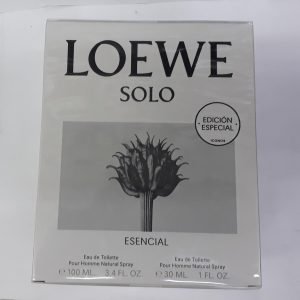 LOEWE
SOLO
EDICIÓN
ESPECIAL
ICONOS
ESENCIAL
Eau de Toilette
Pour Homme Natural Spray
℮ 100 ML. 3.4 FL. OZ.
Eau de Toilette
Pour Homme Natural Spray
℮ 30 ML. 1 FL. OZ.